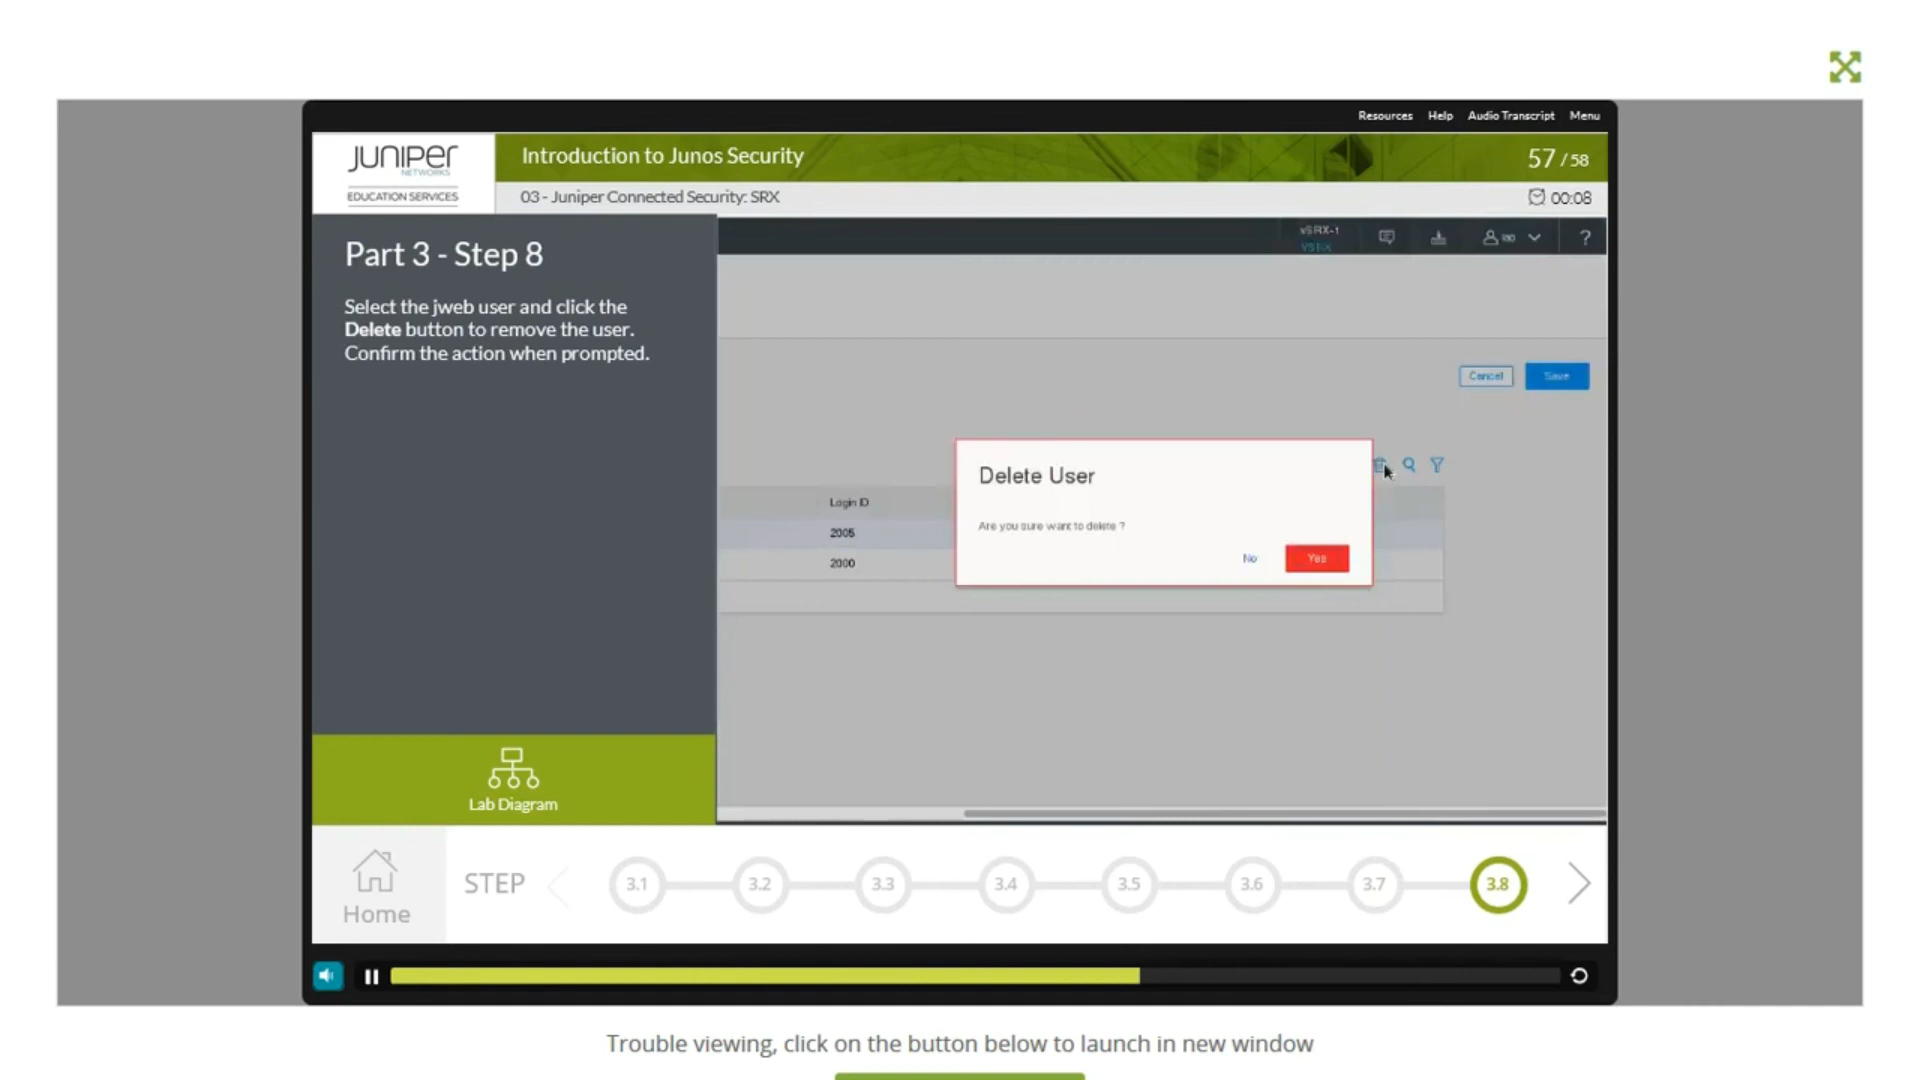 Resources Help Audio Transcript Menu
JUNIPER
NETWORKS
EDUCATION SERVICES
Introduction to Junos Security
57 / 58
03 - Juniper Connected Security: SRX
00:08
Part 3 - Step 8
Select the jweb user and click the
Delete button to remove the user.
Confirm the action when prompted.
vSRX-1
VSRX
?
Cancel Save
Delete User
Are you sure want to delete ?
No Yes
Login ID
2005
2000
Lab Diagram
Home
STEP
3.1 3.2 3.3 3.4 3.5 3.6 3.7 3.8
Trouble viewing, click on the button below to launch in new window